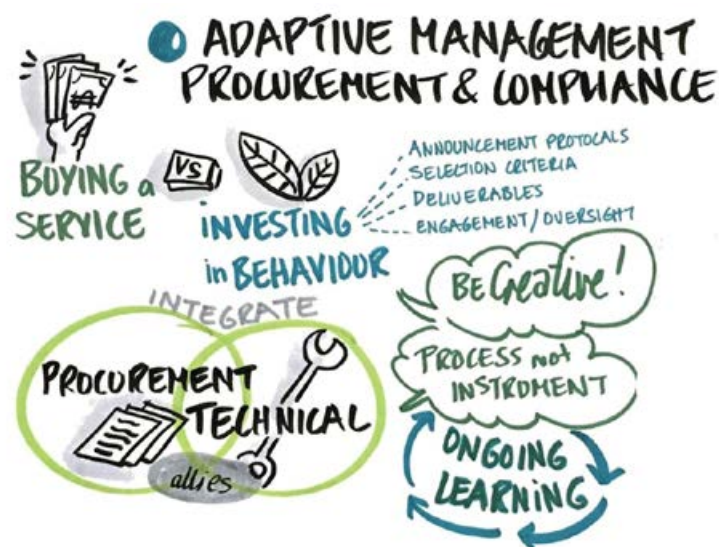 ADAPTIVE MANAGEMENT
PROCUREMENT & COMPLIANCE
BUYING a
SERVICE
VS
INVESTING
in BEHAVIOUR
ANNOUNCEMENT PROTOCALS
SELECTION CRITERIA
DELIVERABLES
ENGAGEMENT/OVERSIGHT
BE Creative!
PROCESS not
INSTROMENT
ONGOING
LEARNING
INTEGRATE
PROCUREMENT
TECHNICAL
allies